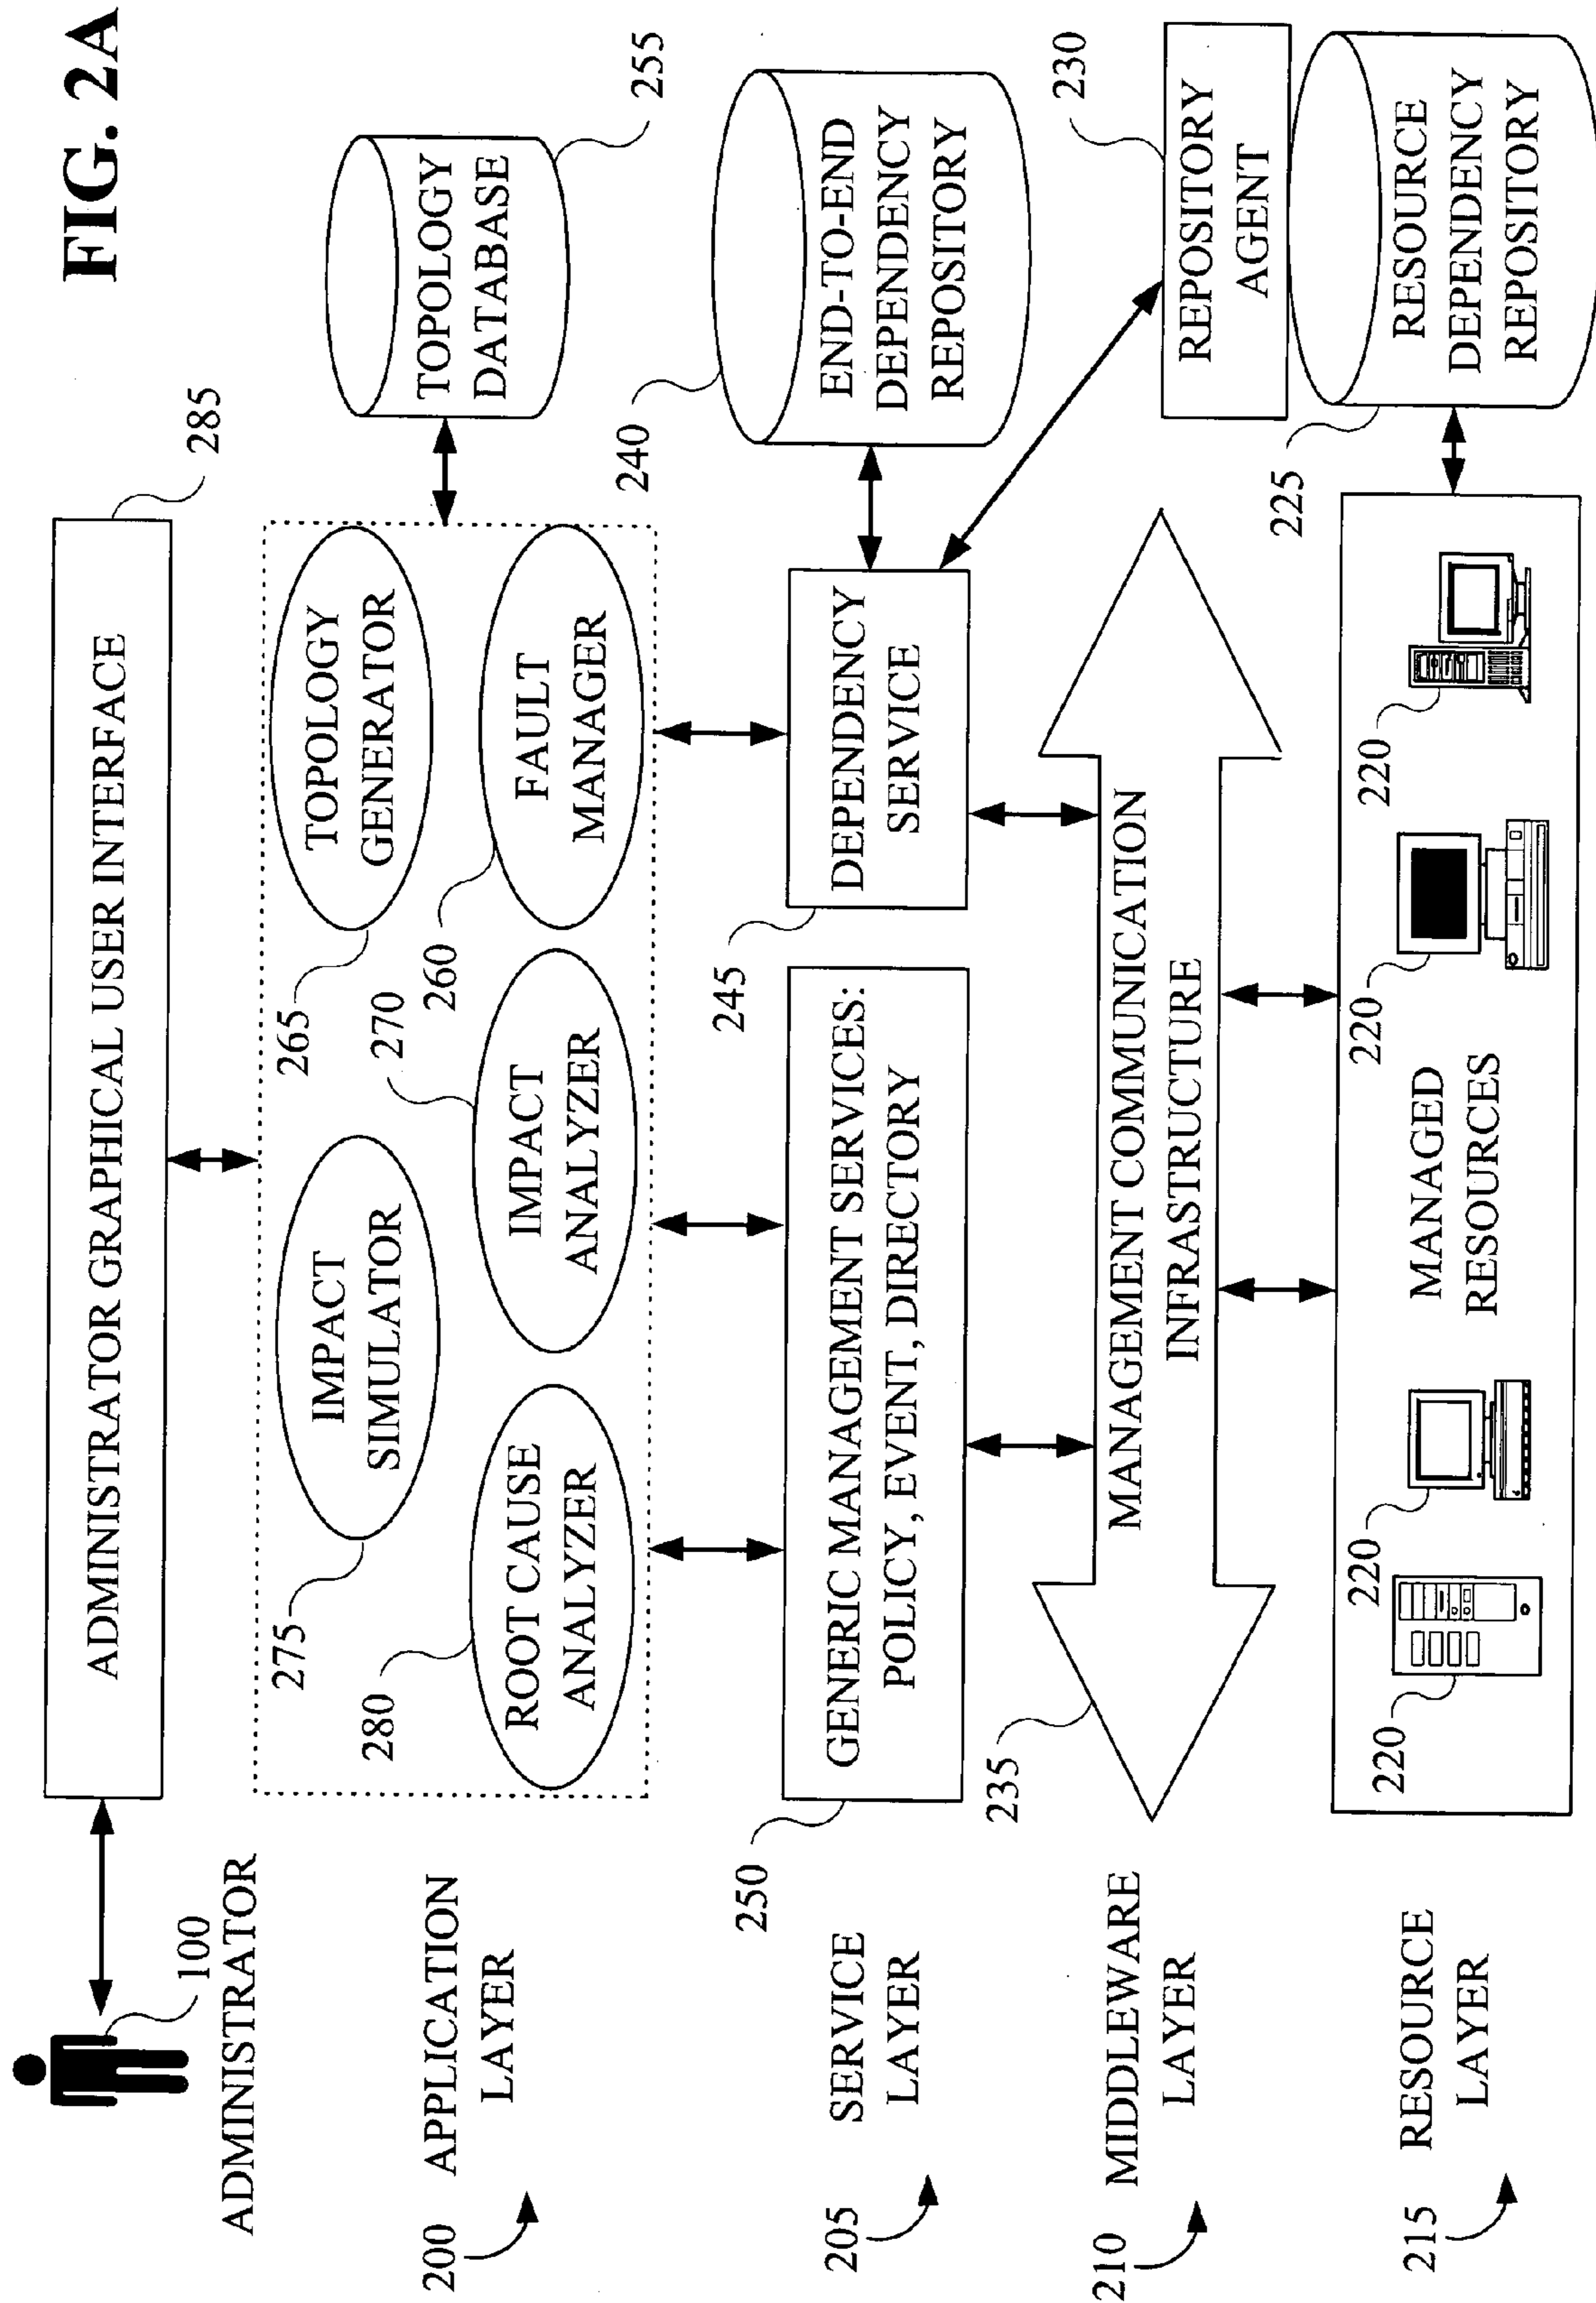 FIG. 2A
285
ADMINISTRATOR GRAPHICAL USER INTERFACE
100
ADMINISTRATOR
200
APPLICATION
LAYER
275
IMPACT
SIMULATOR
265
TOPOLOGY
GENERATOR
280
ROOT CAUSE
ANALYZER
270
IMPACT
ANALYZER
260
FAULT
MANAGER
TOPOLOGY
DATABASE
255
205
SERVICE
LAYER
250
GENERIC MANAGEMENT SERVICES:
POLICY, EVENT, DIRECTORY
245
DEPENDENCY
SERVICE
240
END-TO-END
DEPENDENCY
REPOSITORY
210
MIDDLEWARE
LAYER
235
MANAGEMENT COMMUNICATION
INFRASTRUCTURE
230
REPOSITORY
AGENT
215
RESOURCE
LAYER
220
220
MANAGED
RESOURCES
220
220
225
RESOURCE
DEPENDENCY
REPOSITORY